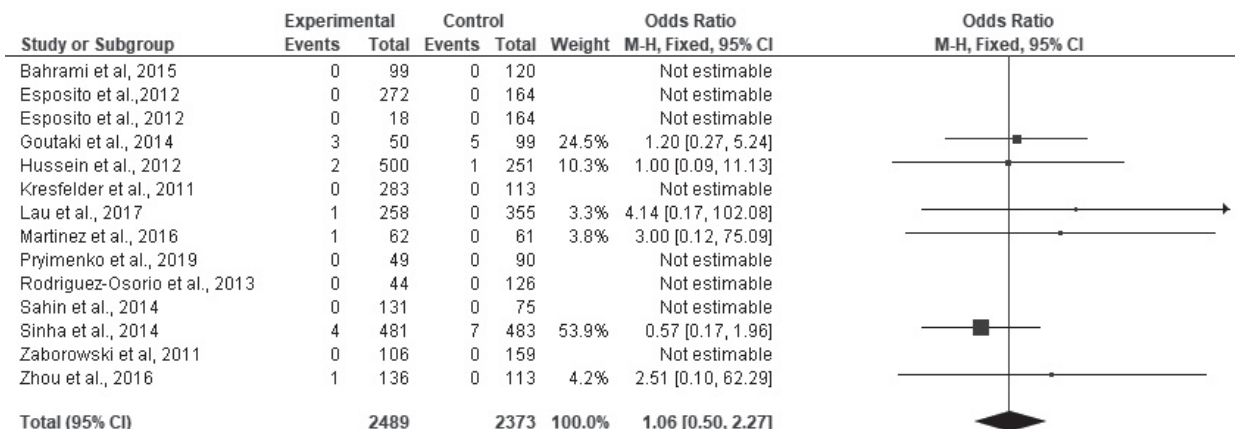 Experimental Control Odds Ratio Odds Ratio
Study or Subgroup Events Total Events Total Weight M-H, Fixed, 95% CI M-H, Fixed, 95% CI
Bahrami et al, 2015 0 99 0 120 Not estimable
Esposito et al.,2012 0 272 0 164 Not estimable
Esposito et al., 2012 0 18 0 164 Not estimable
Goutaki et al., 2014 3 50 5 99 24.5% 1.20 [0.27, 5.24]
Hussein et al., 2012 2 500 1 251 10.3% 1.00 [0.09, 11.13]
Kresfelder et al., 2011 0 283 0 113 Not estimable
Lau et al., 2017 1 258 0 355 3.3% 4.14 [0.17, 102.08]
Martinez et al., 2016 1 62 0 61 3.8% 3.00 [0.12, 75.09]
Pryimenko et al., 2019 0 49 0 90 Not estimable
Rodriguez-Osorio et al., 2013 0 44 0 126 Not estimable
Sahin et al., 2014 0 131 0 75 Not estimable
Sinha et al., 2014 4 481 7 483 53.9% 0.57 [0.17, 1.96]
Zaborowski et al, 2011 0 106 0 159 Not estimable
Zhou et al., 2016 1 136 0 113 4.2% 2.51 [0.10, 62.29]
Total (95% CI) 2489 2373 100.0% 1.06 [0.50, 2.27]